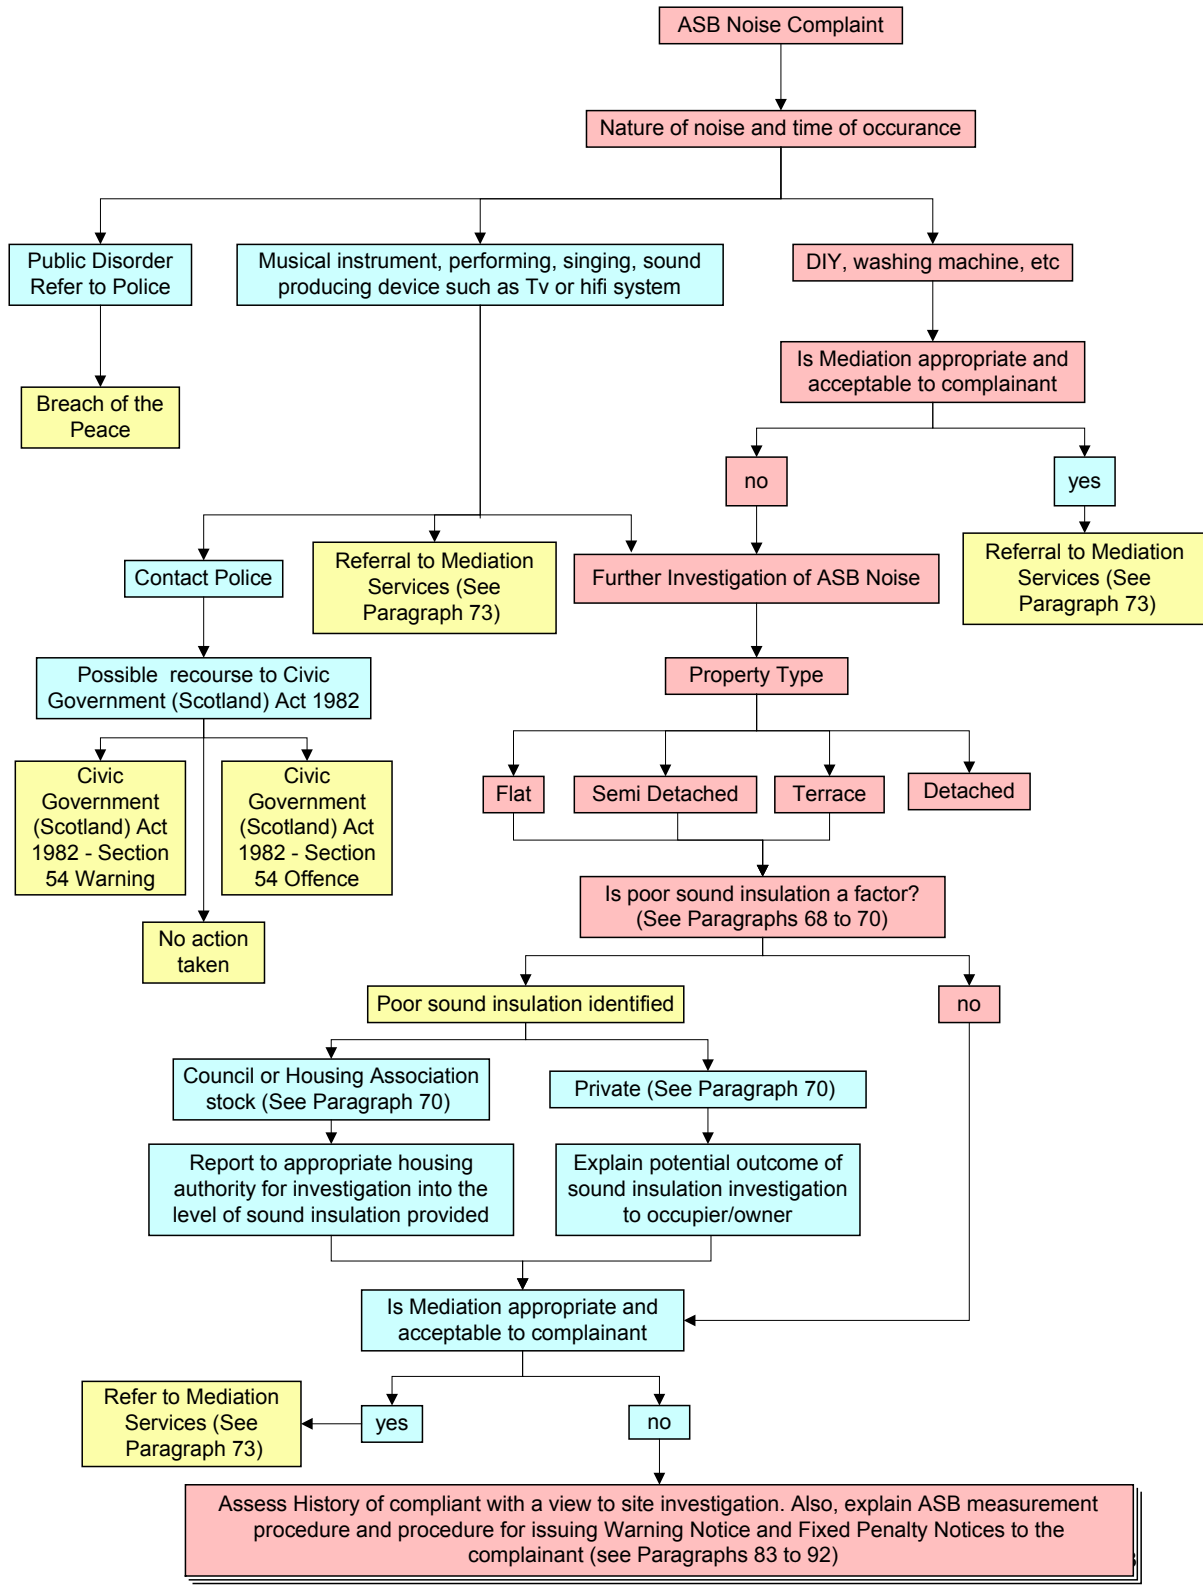 ASB Noise Complaint
Nature of noise and time of occurance
Public Disorder
Refer to Police
Musical instrument, performing, singing, sound
producing device such as Tv or hifi system
DIY, washing machine, etc
Breach of the
Peace
Is Mediation appropriate and
acceptable to complainant
no
yes
Contact Police
Referral to Mediation
Services (See
Paragraph 73)
Further Investigation of ASB Noise
Referral to Mediation
Services (See
Paragraph 73)
Possible recourse to Civic
Government (Scotland) Act 1982
Property Type
Civic
Government
(Scotland) Act
1982 - Section
54 Warning
Civic
Government
(Scotland) Act
1982 - Section
54 Offence
No action
taken
Flat
Semi Detached
Terrace
Detached
Is poor sound insulation a factor?
(See Paragraphs 68 to 70)
Poor sound insulation identified
no
Council or Housing Association
stock (See Paragraph 70)
Private (See Paragraph 70)
Report to appropriate housing
authority for investigation into the
level of sound insulation provided
Explain potential outcome of
sound insulation investigation
to occupier/owner
Is Mediation appropriate and
acceptable to complainant
Refer to Mediation
Services (See
Paragraph 73)
yes
no
Assess History of compliant with a view to site investigation. Also, explain ASB measurement
procedure and procedure for issuing Warning Notice and Fixed Penalty Notices to the
complainant (see Paragraphs 83 to 92)